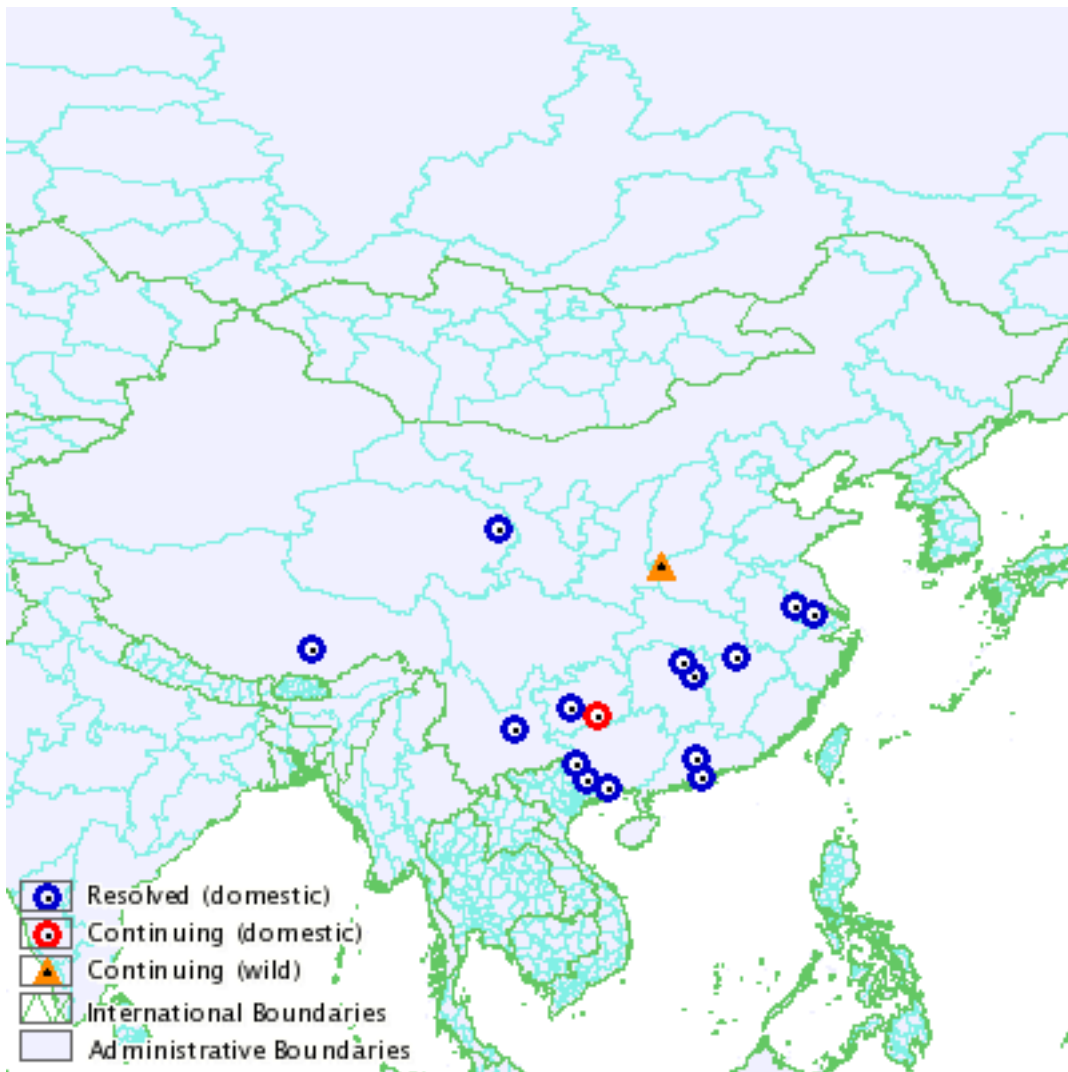 Resolved (domestic)
Continuing (domestic)
Continuing (wild)
International Boundaries
Administrative Boundaries